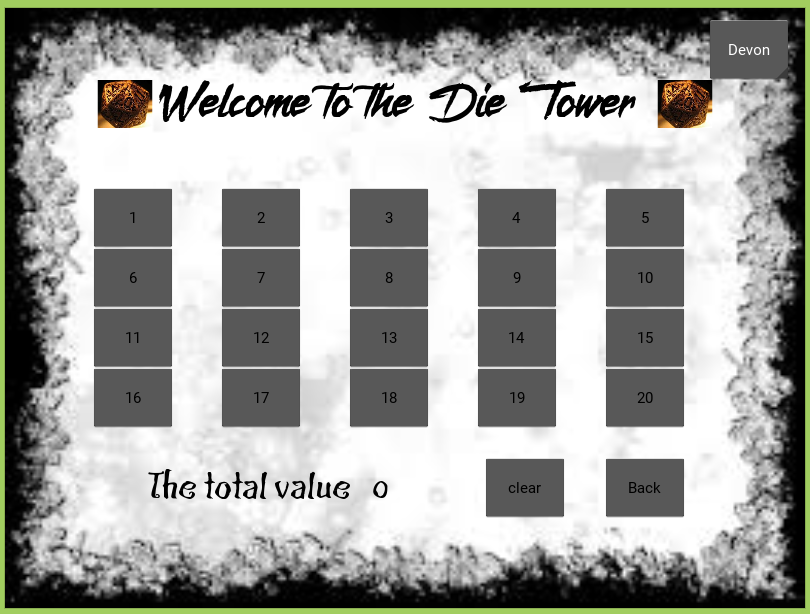 Devon
Welcome To The Die Tower
1 2 3 4 5
6 7 8 9 10
11 12 13 14 15
16 17 18 19 20
The total value 0 clear Back